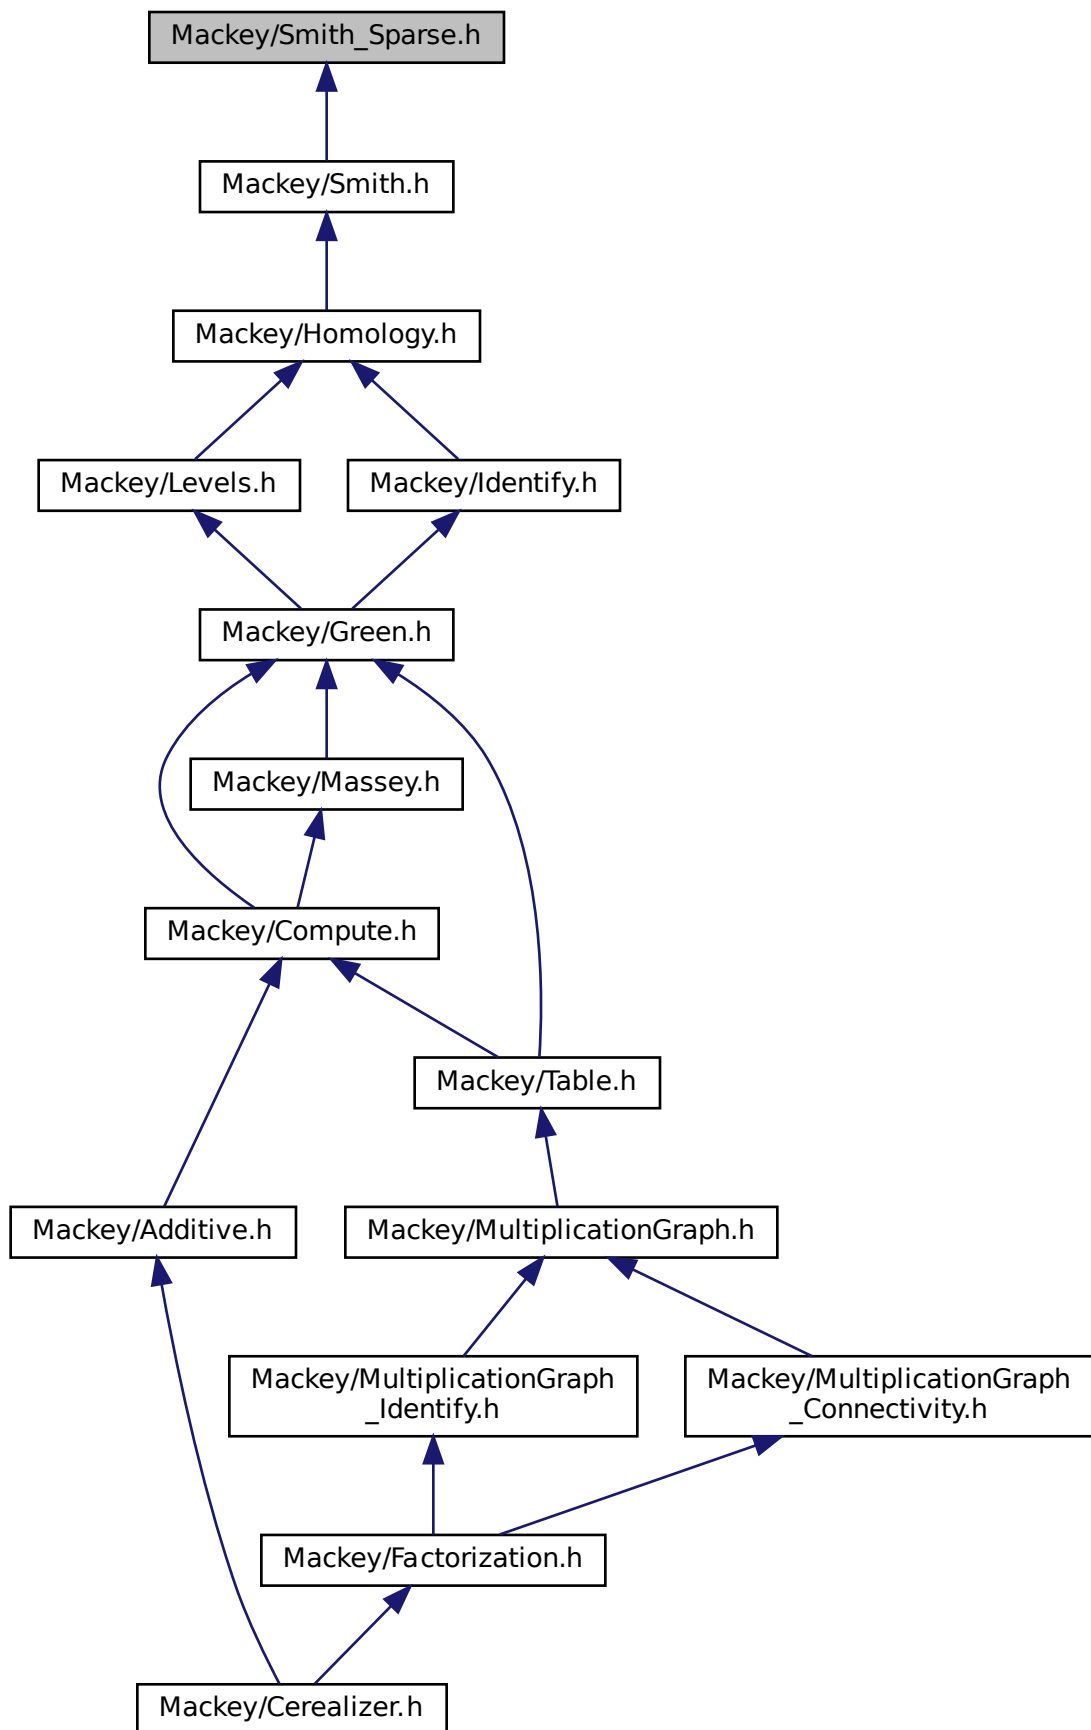 Mackey/Smith_Sparse.h
Mackey/Smith.h
Mackey/Homology.h
Mackey/Levels.h
Mackey/Identify.h
Mackey/Green.h
Mackey/Massey.h
Mackey/Compute.h
Mackey/Table.h
Mackey/Additive.h
Mackey/MultiplicationGraph.h
Mackey/MultiplicationGraph
_Identify.h
Mackey/MultiplicationGraph
_Connectivity.h
Mackey/Factorization.h
Mackey/Cerealizer.h